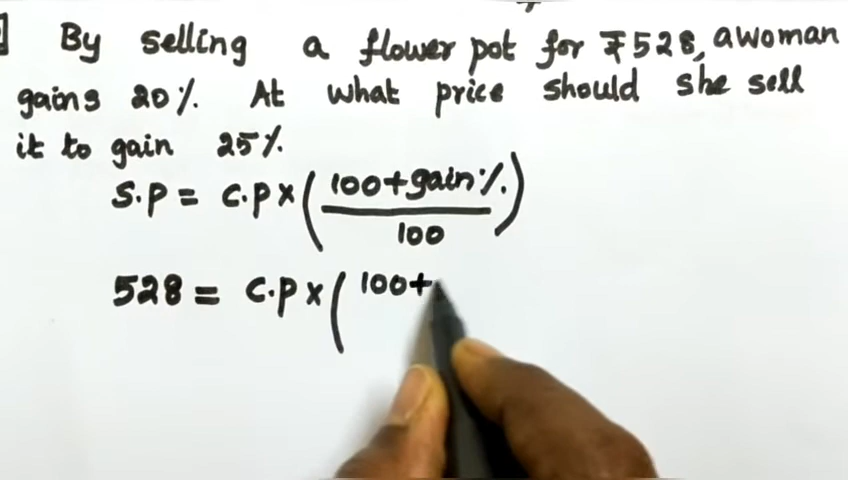 By selling a flower pot for ₹528, a woman
gains 20%. At what price should she sell
it to gain 25%.
S.P = C.P × ( 100+gain% / 100 )
528 = C.P × ( 100+